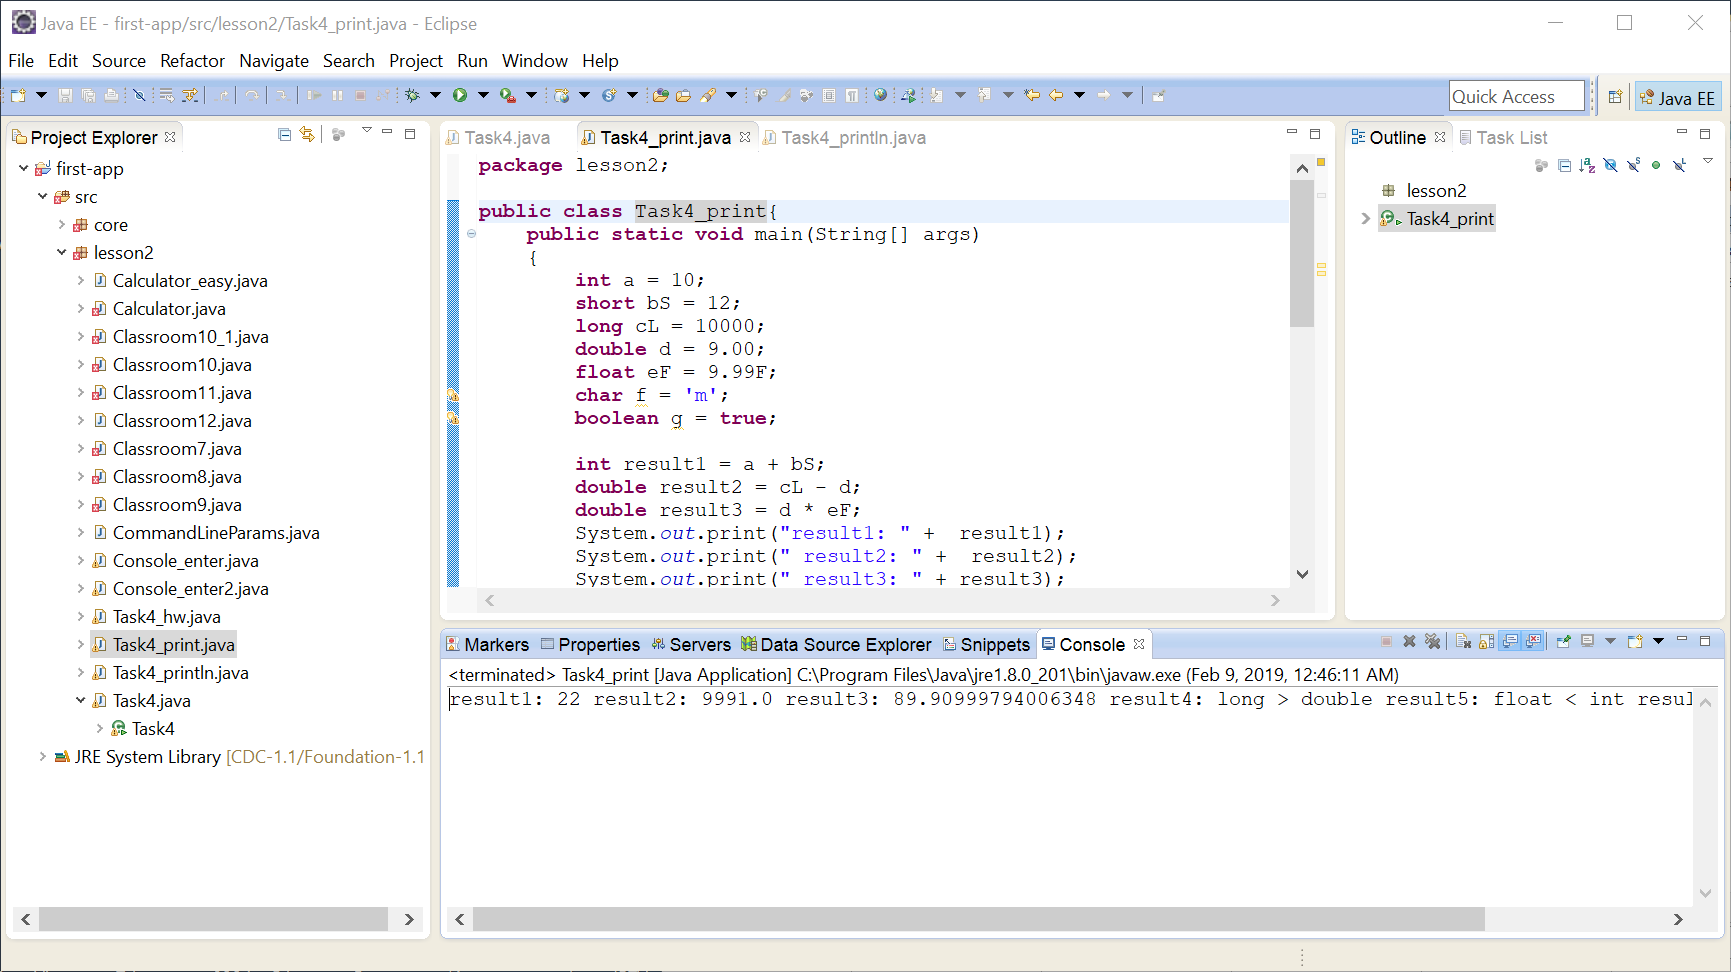 Java EE - first-app/src/lesson2/Task4_print.java - Eclipse
File Edit Source Refactor Navigate Search Project Run Window Help
Quick Access
Java EE
Project Explorer
first-app
src
core
lesson2
Calculator_easy.java
Calculator.java
Classroom10_1.java
Classroom10.java
Classroom11.java
Classroom12.java
Classroom7.java
Classroom8.java
Classroom9.java
CommandLineParams.java
Console_enter.java
Console_enter2.java
Task4_hw.java
Task4_print.java
Task4_println.java
Task4.java
Task4
JRE System Library [CDC-1.1/Foundation-1.1
Task4.java Task4_print.java Task4_println.java
package lesson2;
public class Task4_print{
public static void main(String[] args)
{
int a = 10;
short bS = 12;
long cL = 10000;
double d = 9.00;
float eF = 9.99F;
char f = 'm';
boolean g = true;
int result1 = a + bS;
double result2 = cL - d;
double result3 = d * eF;
System.out.print("result1: " +  result1);
System.out.print(" result2: " +  result2);
System.out.print(" result3: " + result3);
Outline Task List
lesson2
Task4_print
Markers Properties Servers Data Source Explorer Snippets Console
<terminated> Task4_print [Java Application] C:\Program Files\Java\jre1.8.0_201\bin\javaw.exe (Feb 9, 2019, 12:46:11 AM)
result1: 22 result2: 9991.0 result3: 89.90999794006348 result4: long > double result5: float < int resul